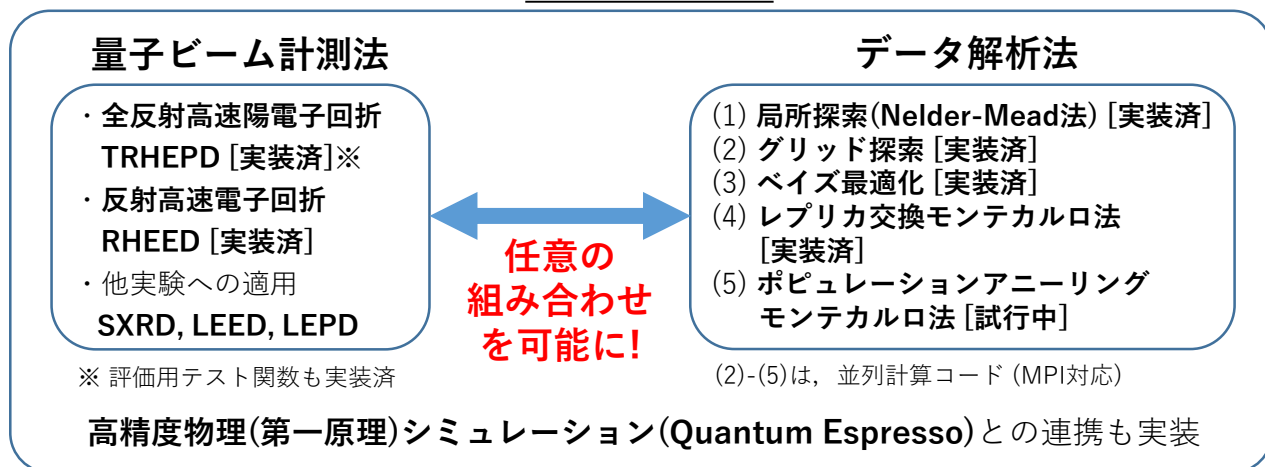 量子ビーム計測法
・全反射高速陽電子回折
TRHEPD [実装済]※
・反射高速電子回折
RHEED [実装済]
・他実験への適用
SXRD, LEED, LEPD
※ 評価用テスト関数も実装済
任意の
組み合わせ
を可能に!
データ解析法
(1) 局所探索(Nelder-Mead法) [実装済]
(2) グリッド探索 [実装済]
(3) ベイズ最適化 [実装済]
(4) レプリカ交換モンテカルロ法
[実装済]
(5) ポピュレーションアニーリング
モンテカルロ法 [試行中]
(2)-(5)は，並列計算コード (MPI対応)
高精度物理(第一原理)シミュレーション(Quantum Espresso)との連携も実装